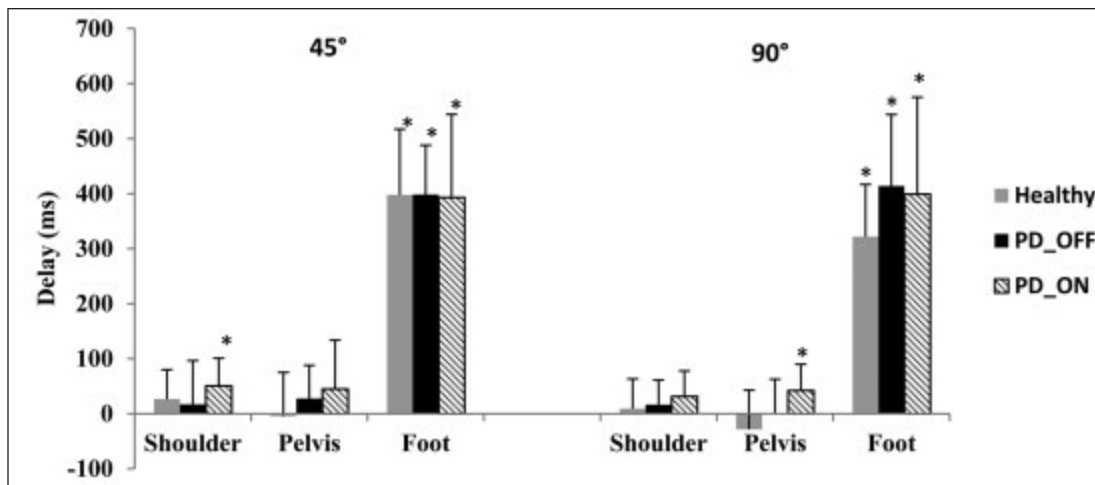 700
600
500
400
300
200
100
0
-100
Delay (ms)
45°
90°
* * * * * * * *
Shoulder Pelvis Foot Shoulder Pelvis Foot
Healthy
PD_OFF
PD_ON